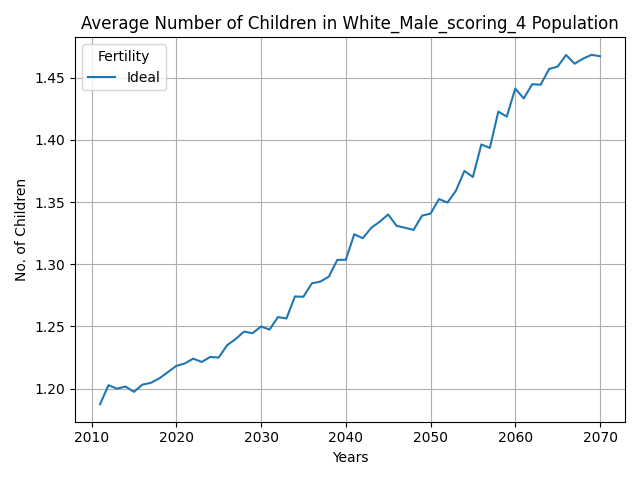 Average Number of Children in White_Male_scoring_4 Population
Fertility
Ideal
No. of Children
1.45
1.40
1.35
1.30
1.25
1.20
2010 2020 2030 2040 2050 2060 2070
Years